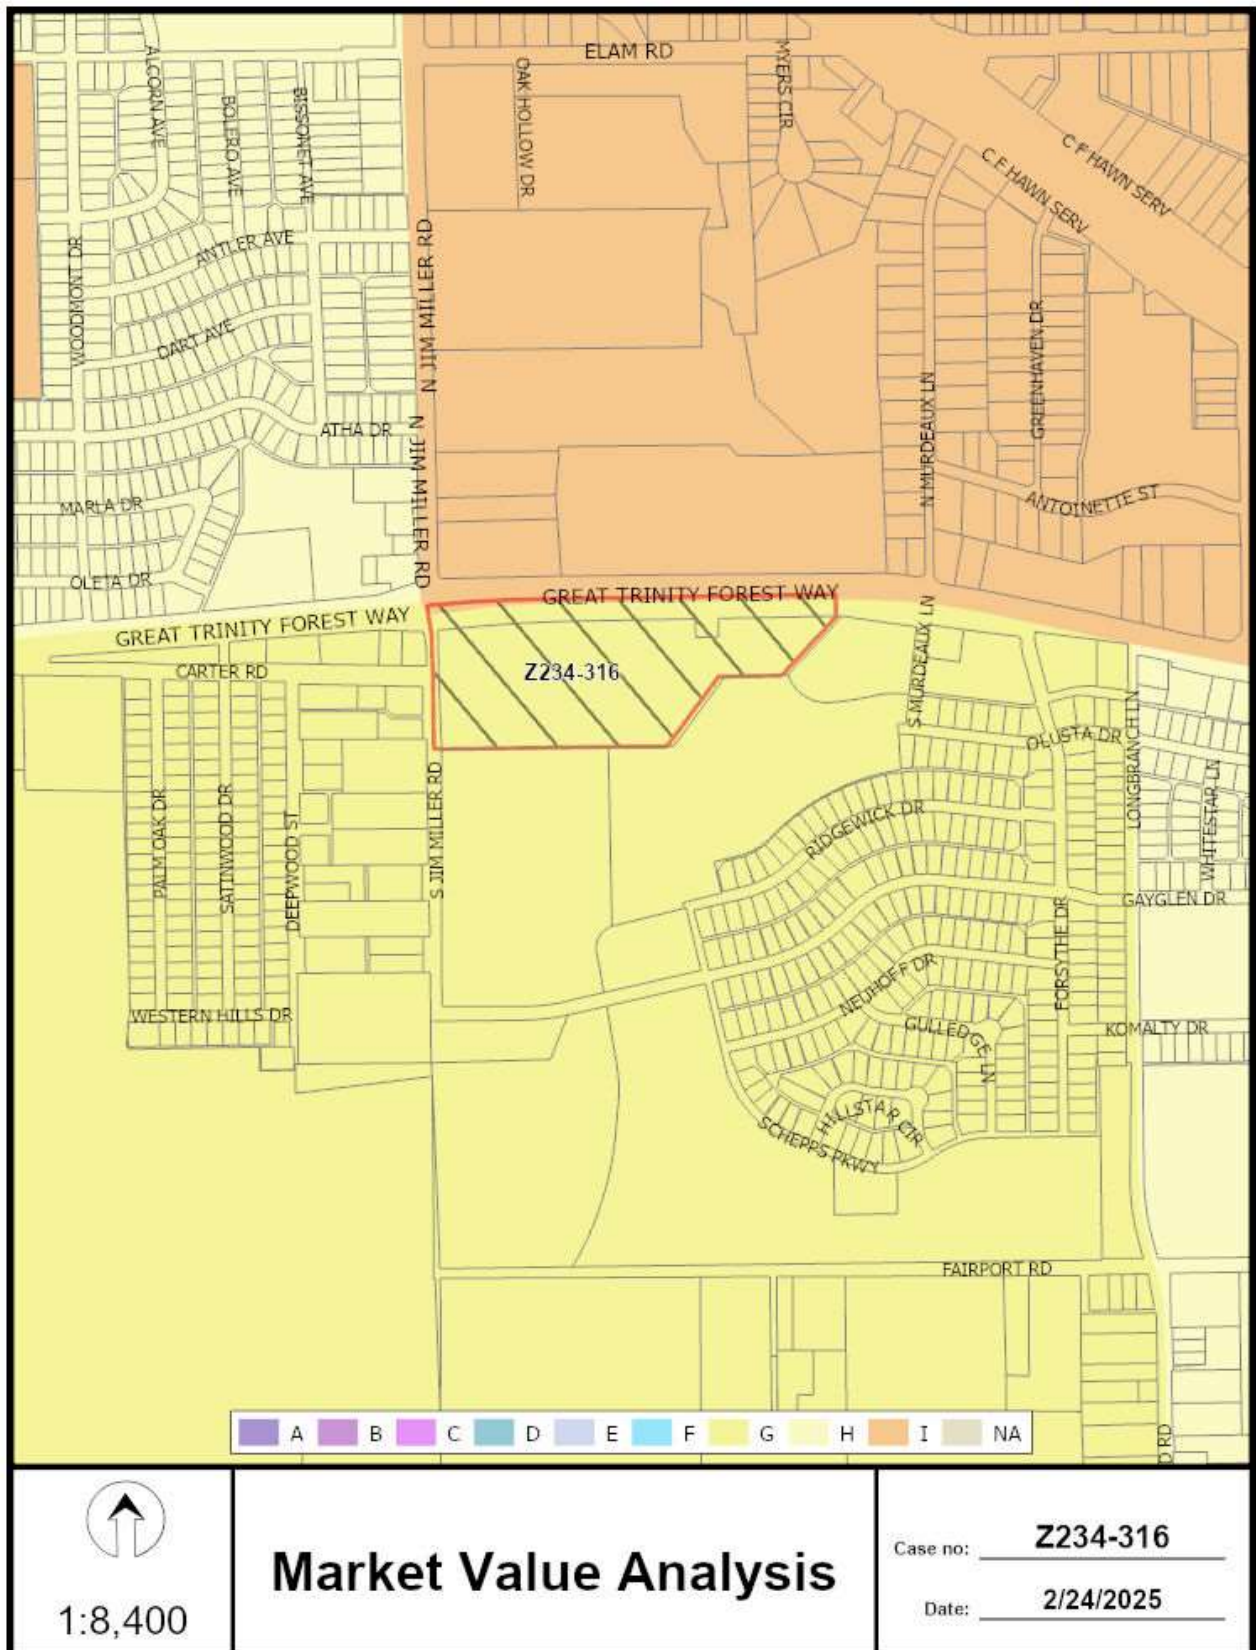 ELAM RD
ALCORN AVE
BOLERO AVE
BISSONET AVE
OAK HOLLOW DR
MYERS CIR
C F HAWN SERV
C F HAWN SERV
WOODMONT DR
ANTLER AVE
DART AVE
N JIM MILLER RD
GREENHAVEN DR
N MURDEAUX LN
ATHA DR
N JIM MILLER RD
MARLA DR
ANTOINETTE ST
OLETA DR
GREAT TRINITY FOREST WAY
GREAT TRINITY FOREST WAY
CARTER RD
Z234-316
S MURDEAUX LN
OLUSTA DR
LONGBRANCH LN
WHITESTAR LN
PALM OAK DR
SATINWOOD DR
DEEPWOOD ST
S JIM MILLER RD
RIDGEWICK DR
GAYGLEN DR
FORSYTHE DR
NEUHOFF DR
WESTERN HILLS DR
GULLEDGE LN
KOMALTY DR
HILLSTAR CIR
SCHEPPS PKWY
FAIRPORT RD
D RD
A B C D E F G H I NA
1:8,400
Market Value Analysis
Case no: Z234-316
Date: 2/24/2025